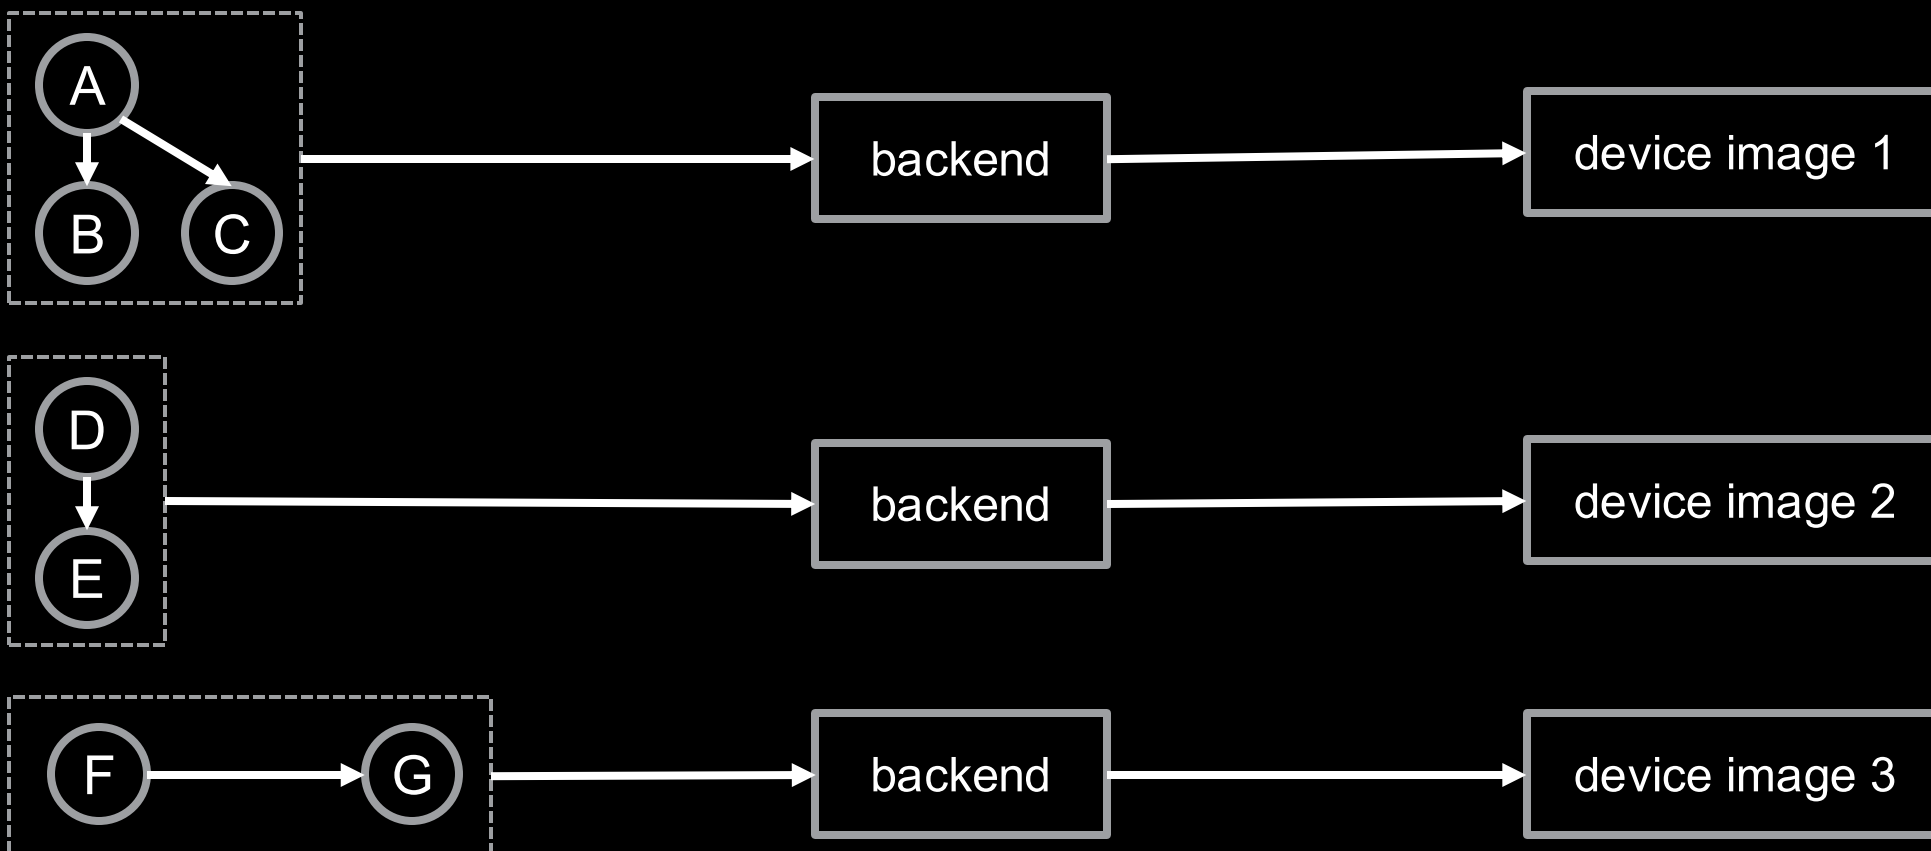 A
B
C
backend
device image 1
D
E
backend
device image 2
F
G
backend
device image 3